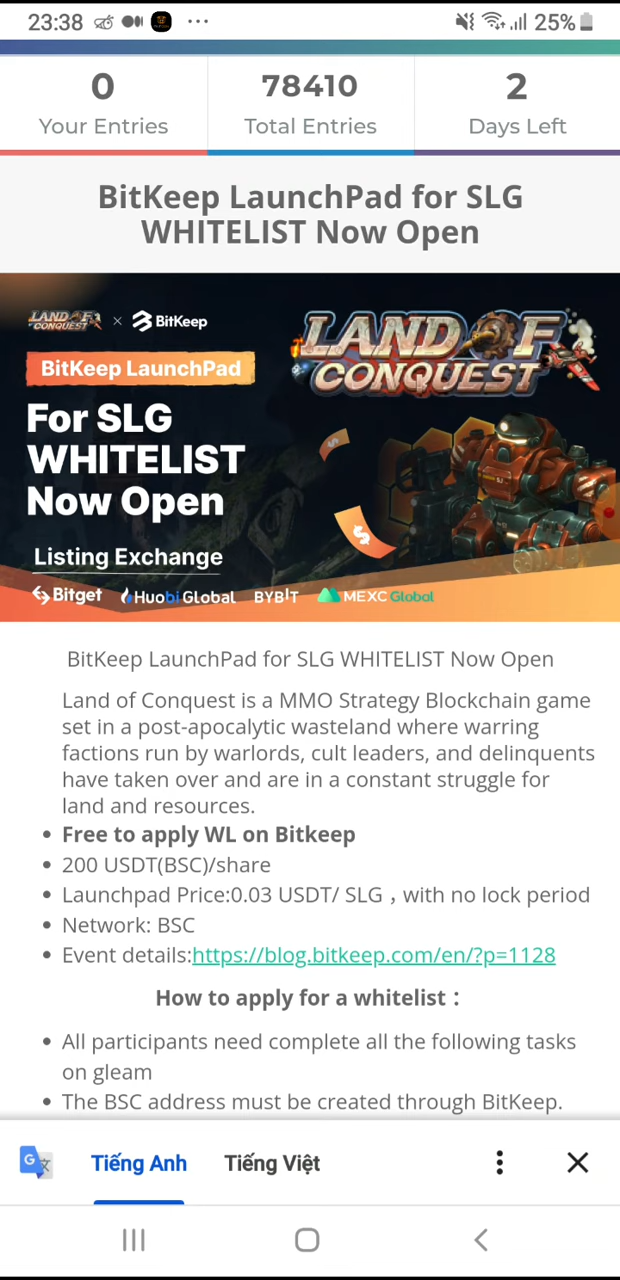 23:38
25%
0
78410
2
Your Entries
Total Entries
Days Left
BitKeep LaunchPad for SLG
WHITELIST Now Open
LAND OF CONQUEST × BitKeep
LAND OF
CONQUEST
BitKeep LaunchPad
For SLG
WHITELIST
Now Open
Listing Exchange
Bitget Huobi Global BYBIT MEXC Global
BitKeep LaunchPad for SLG WHITELIST Now Open
Land of Conquest is a MMO Strategy Blockchain game
set in a post-apocalytic wasteland where warring
factions run by warlords, cult leaders, and delinquents
have taken over and are in a constant struggle for
land and resources.
• Free to apply WL on Bitkeep
• 200 USDT(BSC)/share
• Launchpad Price:0.03 USDT/ SLG ，with no lock period
• Network: BSC
• Event details:https://blog.bitkeep.com/en/?p=1128
How to apply for a whitelist：
• All participants need complete all the following tasks
on gleam
• The BSC address must be created through BitKeep.
Tiếng Anh
Tiếng Việt